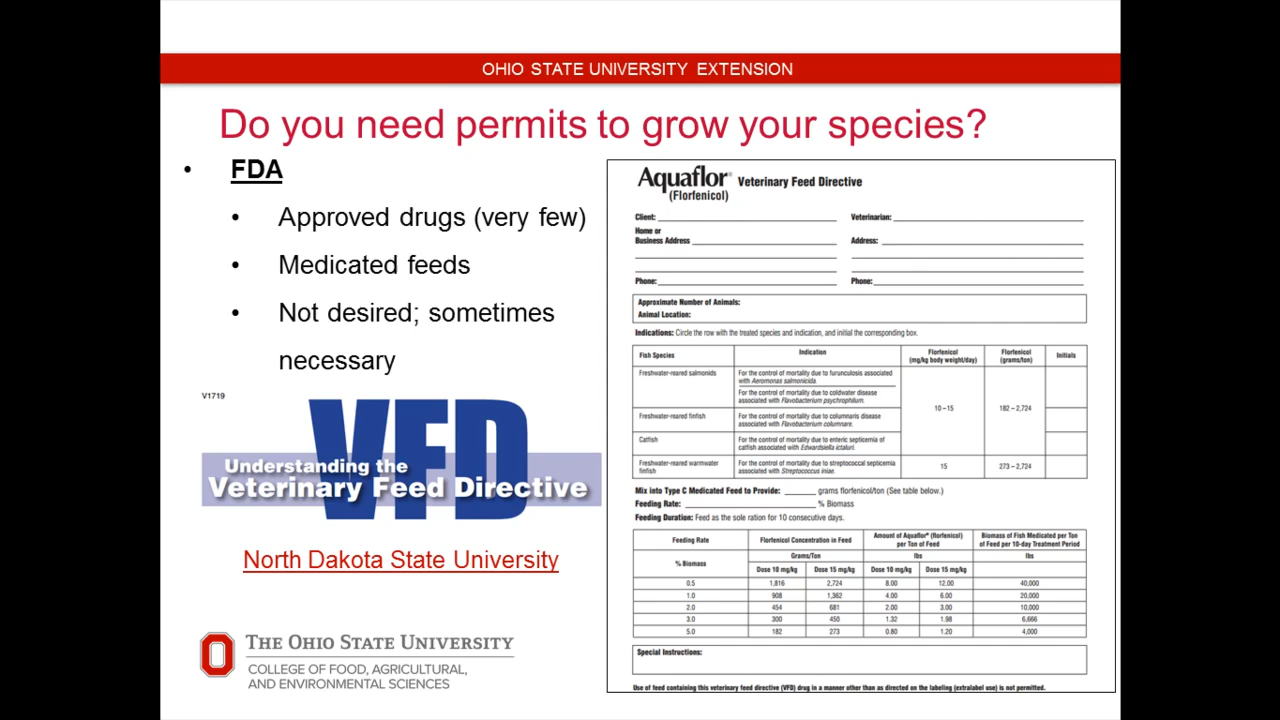 OHIO STATE UNIVERSITY EXTENSION
Do you need permits to grow your species?
• FDA
• Approved drugs (very few)
• Medicated feeds
• Not desired; sometimes
necessary
V1719
VFD
Understanding the
Veterinary Feed Directive
North Dakota State University
THE OHIO STATE UNIVERSITY
COLLEGE OF FOOD, AGRICULTURAL,
AND ENVIRONMENTAL SCIENCES
Aquaflor® Veterinary Feed Directive
(Florfenicol)
Client: Veterinarian:
Home or
Business Address Address:
Phone: Phone:
Approximate Number of Animals:
Animal Location:
Indications: Circle the row with the treated species and indication, and initial the corresponding box.
Fish Species Indication Florfenicol (mg/kg body weight/day) Florfenicol (grams/ton) Initials
Freshwater-reared salmonids For the control of mortality due to furunculosis associated
with Aeromonas salmonicida.
For the control of mortality due to coldwater disease
associated with Flavobacterium psychrophilum.
10–15 182–2,724
Freshwater-reared finfish For the control of mortality due to columnaris disease
associated with Flavobacterium columnare.
Catfish For the control of mortality due to enteric septicemia of
catfish associated with Edwardsiella ictaluri.
Freshwater-reared warmwater
finfish For the control of mortality due to streptococcal septicemia
associated with Streptococcus iniae. 15 273–2,724
Mix into Type C Medicated Feed to Provide: grams florfenicol/ton (See table below.)
Feeding Rate: % Biomass
Feeding Duration: Feed as the sole ration for 10 consecutive days.
Feeding Rate Florfenicol Concentration in Feed Amount of Aquaflor® (florfenicol) per Ton of Feed Biomass of Fish Medicated per Ton of Feed per 10-day Treatment Period
% Biomass Grams/Ton lbs lbs
Dose 10 mg/kg Dose 15 mg/kg Dose 10 mg/kg Dose 15 mg/kg
0.5 1,816 2,724 8.00 12.00 40,000
1.0 908 1,362 4.00 6.00 20,000
2.0 454 681 2.00 3.00 10,000
3.0 300 450 1.32 1.98 6,666
5.0 182 273 0.80 1.20 4,000
Special Instructions:
Use of feed containing this veterinary feed directive (VFD) drug in a manner other than as directed on the labeling (extralabel use) is not permitted.